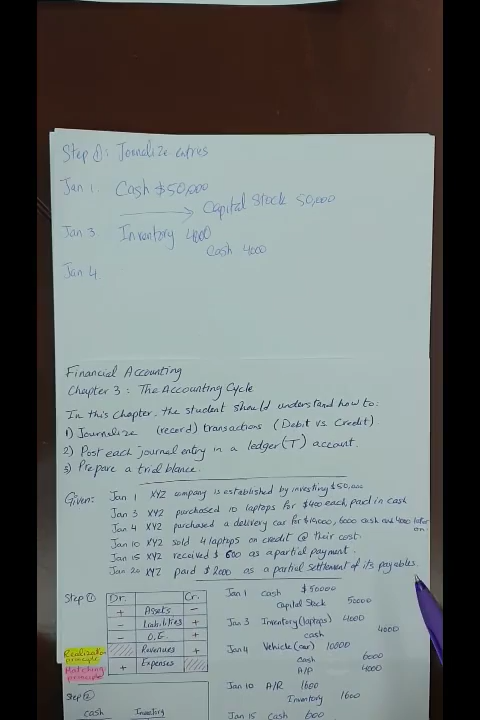 Step ①: Jounalize entries
Jan 1. Cash $50,000
→ Capital Stock 50,000
Jan 3 Inventory 4000
Cash 4000
Jan 4
Financial Accounting
Chapter 3: The Accounting Cycle
In this Chapter, the student should understand how to:
1) Journalize (record) transactions (Debit vs Credit).
2) Post each journal entry in a ledger (T) account.
3) Prepare a trial blance.
Given: Jan 1 XYZ company is established by investing $50,000
Jan 3 XYZ purchased 10 laptops for $400 each, paid in cash
Jan 4 XYZ purchased a delivery car for $10,000, 6000 cash and 4000 later on.
Jan 10 XYZ sold 4 laptops on credit @ their cost.
Jan 15 XYZ received $ 600 as a partial payment.
Jan 20 XYZ paid $ 2000 as a partial settlement of its payables.
Step ①
Dr. Cr.
+ Assets -
- Liabilities +
- O.E. +
Revenues +
+ Expenses
Realization principle
Matching principle
Jan 1 cash $50000
Capital Stock 50000
Jan 3 Inventory (laptops) 4000
cash 4000
Jan 4 Vehicle (car) 10000
Cash 6000
A/P 4000
Jan 10 A/R 1600
Inventory 1600
Jan 15 Cash 600
Step ②
cash Inventory